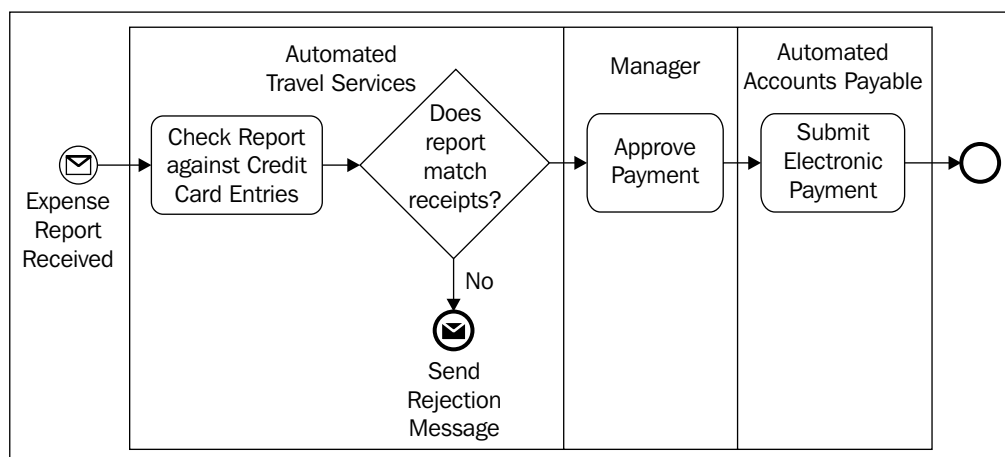 Automated
Travel Services
Manager
Automated
Accounts Payable
Expense
Report
Received
Check Report
against Credit
Card Entries
Does
report
match
receipts?
No
Send
Rejection
Message
Approve
Payment
Submit
Electronic
Payment